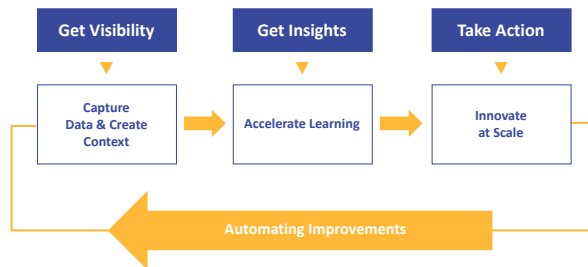 Get Visibility
Get Insights
Take Action
Capture
Data & Create
Context
Accelerate Learning
Innovate
at Scale
Automating Improvements